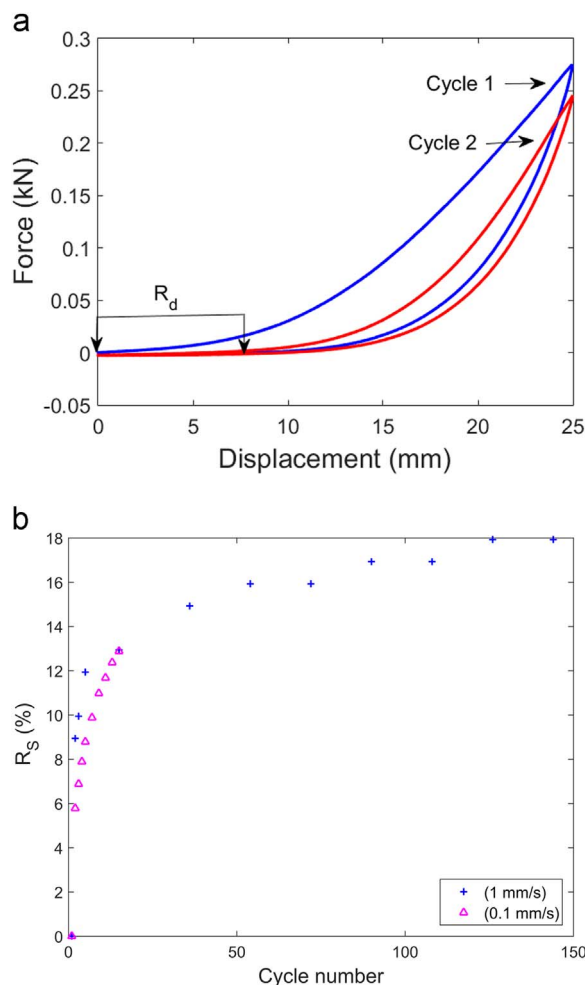 a
0.3
0.25
0.2
0.15
0.1
0.05
0
-0.05
Force (kN)
Cycle 1
Cycle 2
R_d
0 5 10 15 20 25
Displacement (mm)
b
18
16
14
12
10
8
6
4
2
0
R_S (%)
(1 mm/s)
(0.1 mm/s)
0 50 100 150
Cycle number